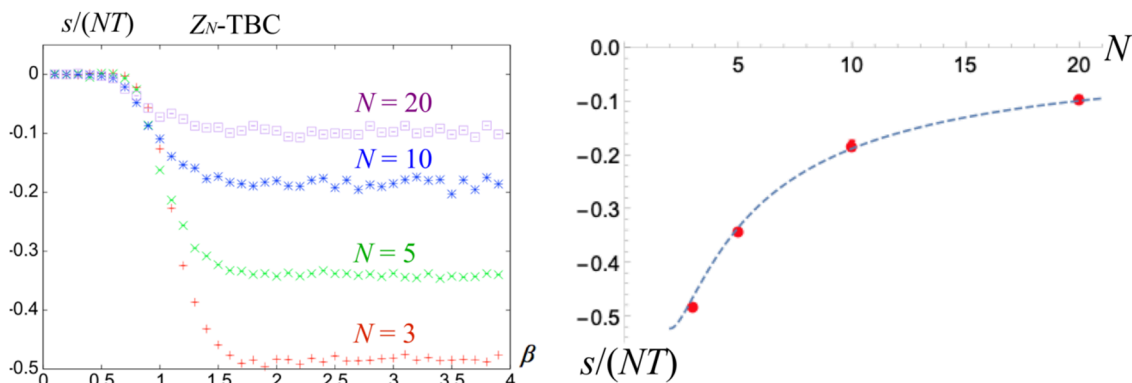 s/(NT) Z_N-TBC
0
-0.1
-0.2
-0.3
-0.4
-0.5
N = 20
N = 10
N = 5
N = 3
β
0 0.5 1 1.5 2 2.5 3 3.5 4
0.0
-0.1
-0.2
-0.3
-0.4
-0.5
5 10 15 20
N
s/(NT)